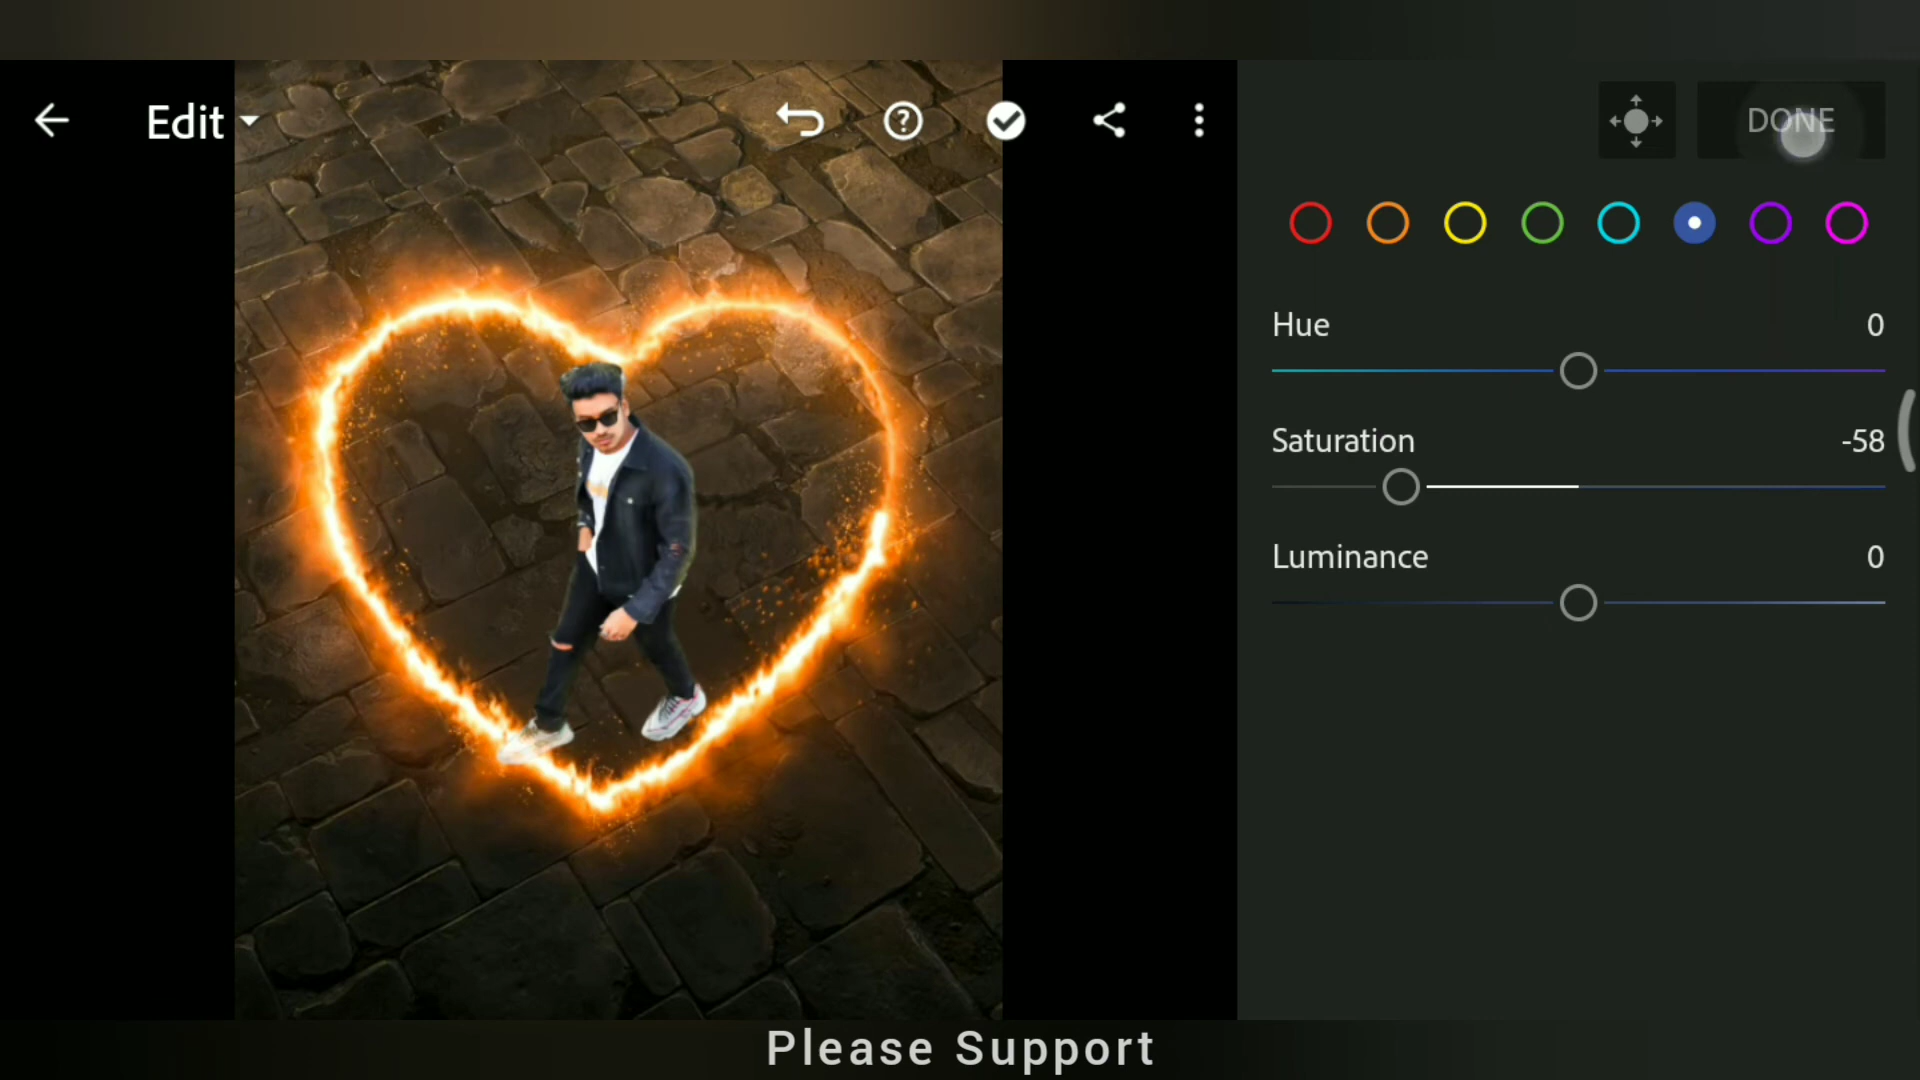 Edit
DONE
Hue 0
Saturation -58
Luminance 0
Please Support